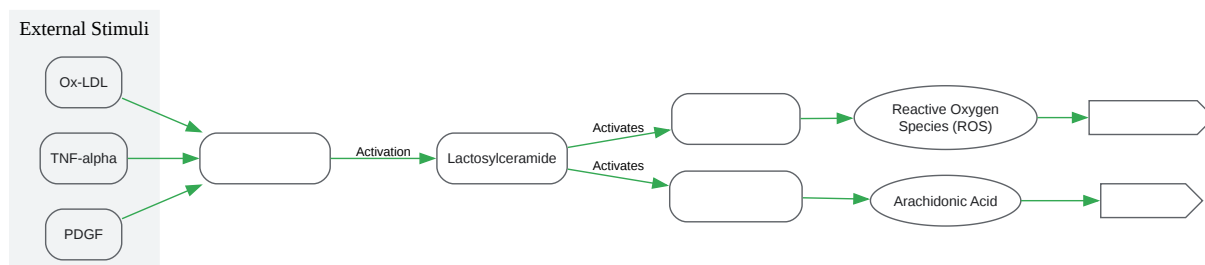 External Stimuli
Ox-LDL
TNF-alpha
PDGF
Activation
Lactosylceramide
Activates
Activates
Reactive Oxygen
Species (ROS)
Arachidonic Acid